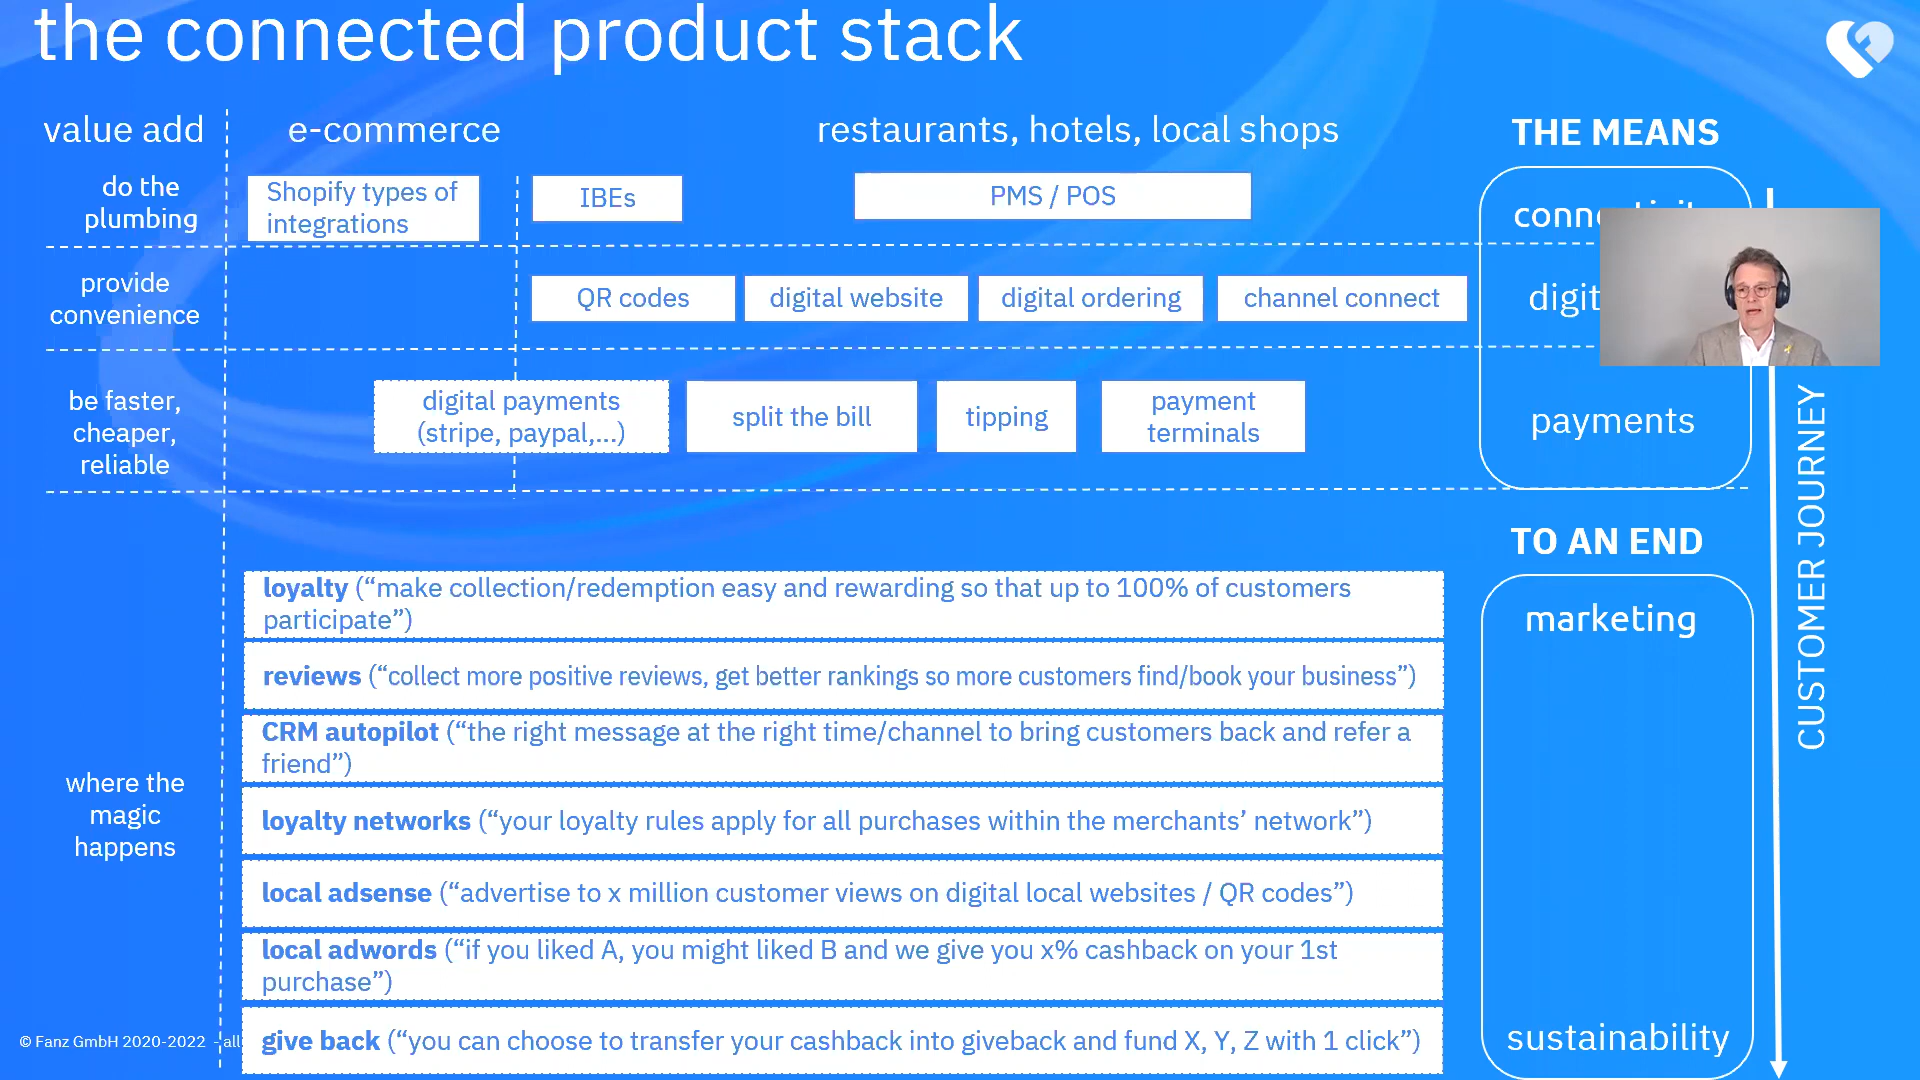 the connected product stack
value add
e-commerce
restaurants, hotels, local shops
THE MEANS
do the
plumbing
Shopify types of
integrations
IBEs
PMS / POS
provide
convenience
QR codes
digital website
digital ordering
channel connect
be faster,
cheaper,
reliable
digital payments
(stripe, paypal,...)
split the bill
tipping
payment
terminals
payments
CUSTOMER JOURNEY
TO AN END
where the
magic
happens
loyalty (“make collection/redemption easy and rewarding so that up to 100% of customers
participate”)
reviews (“collect more positive reviews, get better rankings so more customers find/book your business”)
CRM autopilot (“the right message at the right time/channel to bring customers back and refer a
friend”)
loyalty networks (“your loyalty rules apply for all purchases within the merchants’ network”)
local adsense (“advertise to x million customer views on digital local websites / QR codes”)
local adwords (“if you liked A, you might liked B and we give you x% cashback on your 1st
purchase”)
give back (“you can choose to transfer your cashback into giveback and fund X, Y, Z with 1 click”)
marketing
sustainability
© Fanz GmbH 2020-2022 - all